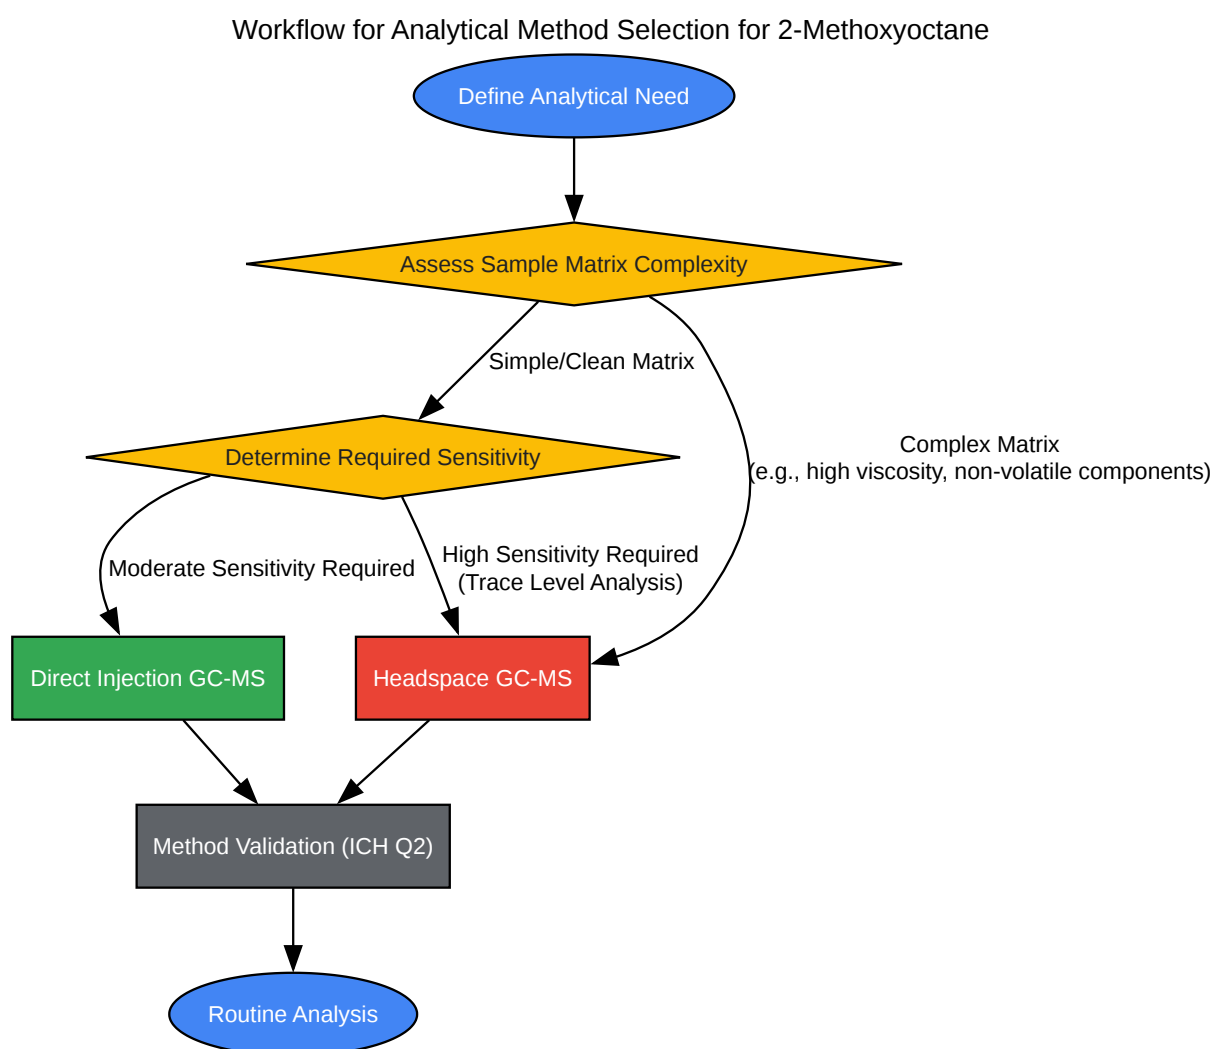 Workflow for Analytical Method Selection for 2-Methoxyoctane
Define Analytical Need
Assess Sample Matrix Complexity
Simple/Clean Matrix
Complex Matrix
(e.g., high viscosity, non-volatile components)
Determine Required Sensitivity
Moderate Sensitivity Required
High Sensitivity Required
(Trace Level Analysis)
Direct Injection GC-MS
Headspace GC-MS
Method Validation (ICH Q2)
Routine Analysis